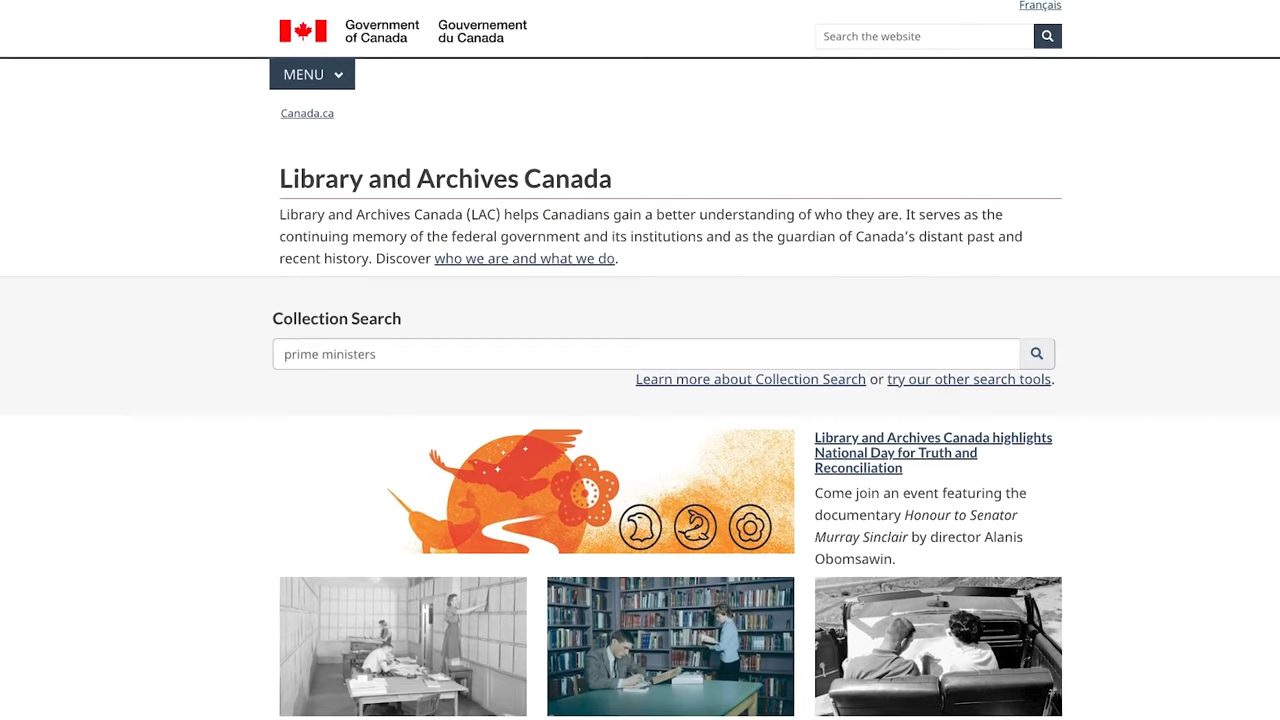 Français
Government
of Canada
Gouvernement
du Canada
Search the website
MENU
Canada.ca
Library and Archives Canada
Library and Archives Canada (LAC) helps Canadians gain a better understanding of who they are. It serves as the
continuing memory of the federal government and its institutions and as the guardian of Canada’s distant past and
recent history. Discover who we are and what we do.
Collection Search
prime ministers
Learn more about Collection Search or try our other search tools.
Library and Archives Canada highlights
National Day for Truth and
Reconciliation
Come join an event featuring the
documentary Honour to Senator
Murray Sinclair by director Alanis
Obomsawin.